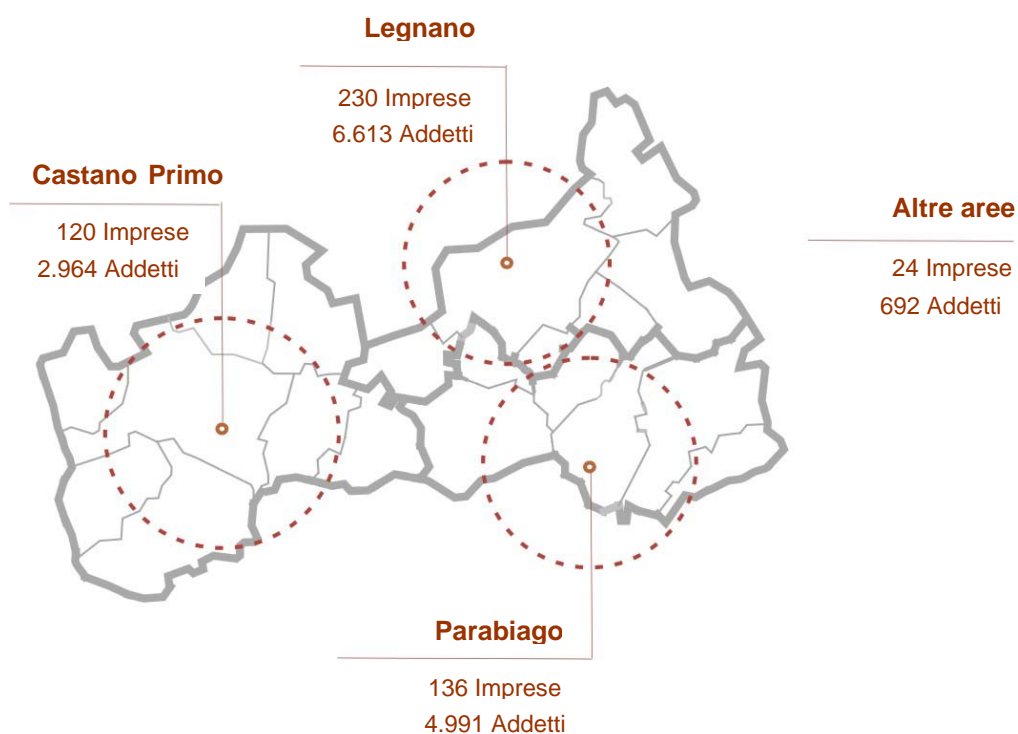 Legnano
230 Imprese
6.613 Addetti
Castano Primo
120 Imprese
2.964 Addetti
Altre aree
24 Imprese
692 Addetti
Parabiago
136 Imprese
4.991 Addetti